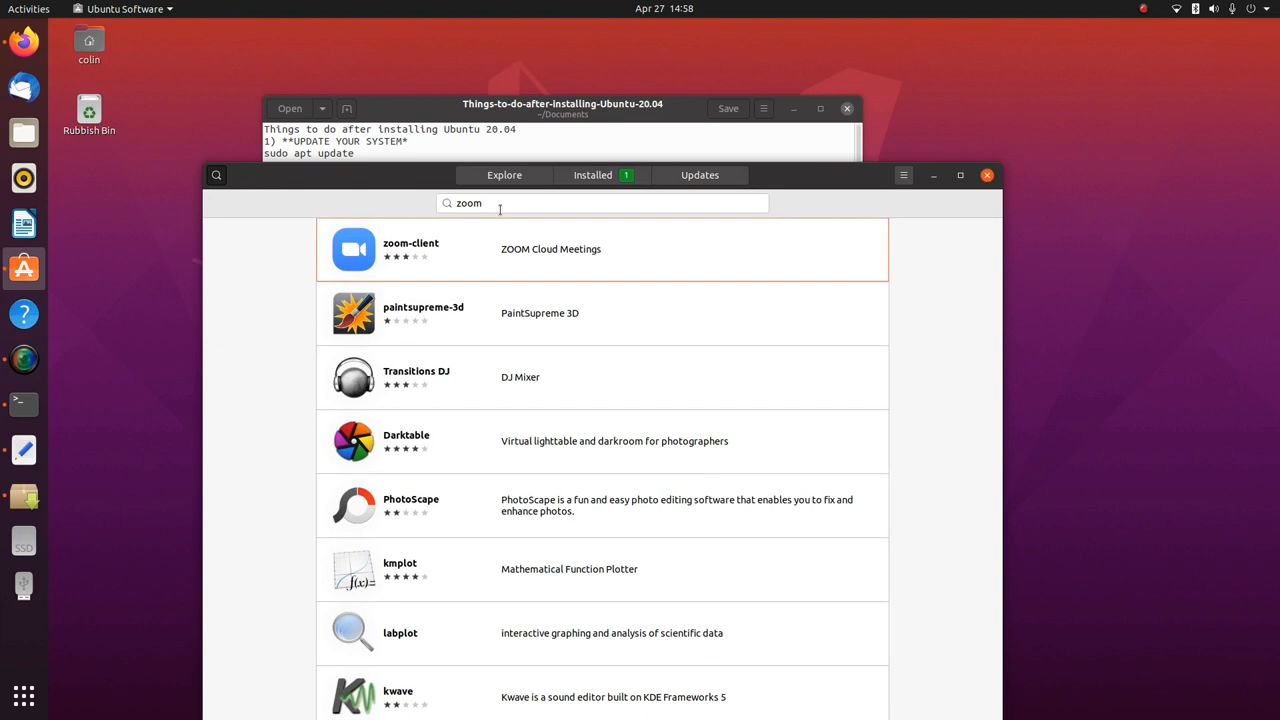 Activities
Ubuntu Software
Apr 27 14:58
colin
Rubbish Bin
Open
Things-to-do-after-installing-Ubuntu-20.04
~/Documents
Save
Things to do after installing Ubuntu 20.04
1) **UPDATE YOUR SYSTEM*
sudo apt update
Explore
Installed 1
Updates
zoom
zoom-client
ZOOM Cloud Meetings
paintsupreme-3d
PaintSupreme 3D
Transitions DJ
DJ Mixer
Darktable
Virtual lighttable and darkroom for photographers
PhotoScape
PhotoScape is a fun and easy photo editing software that enables you to fix and
enhance photos.
f(x)=
kmplot
Mathematical Function Plotter
labplot
interactive graphing and analysis of scientific data
kwave
Kwave is a sound editor built on KDE Frameworks 5
>_
SSD